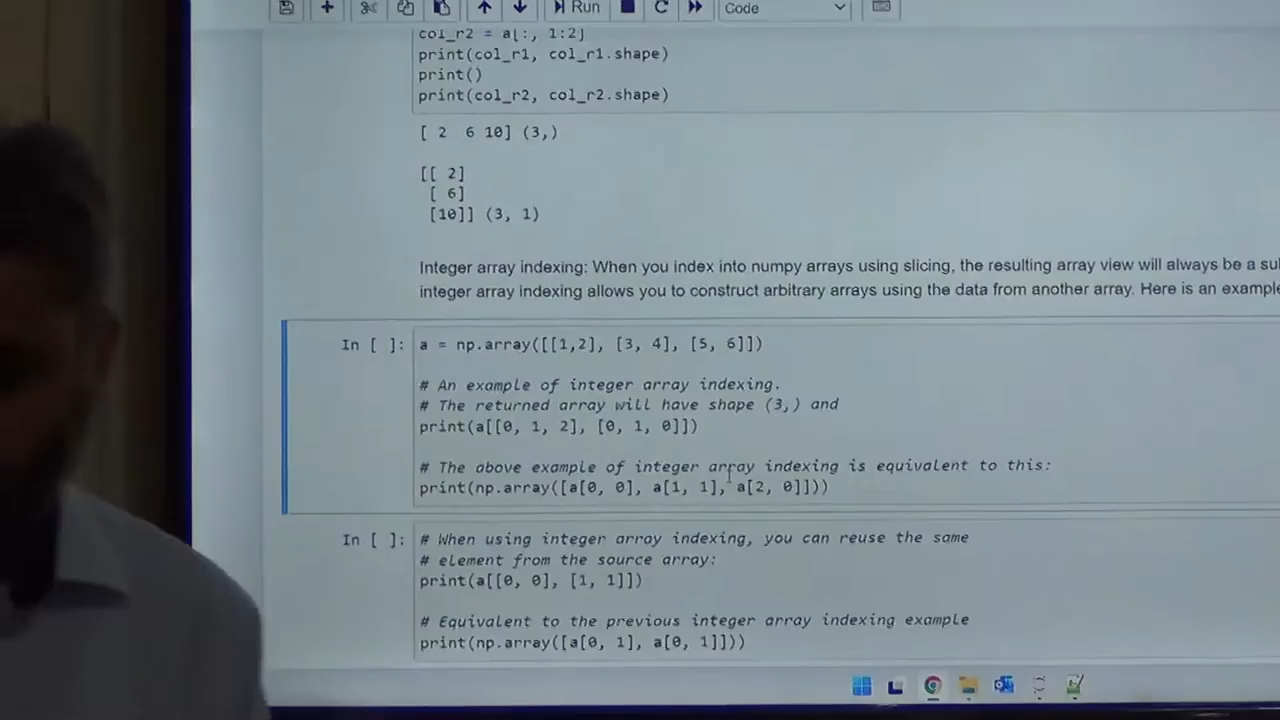 Run
Code
col_r2 = a[:, 1:2]
print(col_r1, col_r1.shape)
print()
print(col_r2, col_r2.shape)
[ 2  6 10] (3,)
[[ 2]
[ 6]
[10]] (3, 1)
Integer array indexing: When you index into numpy arrays using slicing, the resulting array view will always be a
integer array indexing allows you to construct arbitrary arrays using the data from another array. Here is an example
In [ ]: a = np.array([[1,2], [3, 4], [5, 6]])
# An example of integer array indexing.
# The returned array will have shape (3,) and
print(a[[0, 1, 2], [0, 1, 0]])
# The above example of integer array indexing is equivalent to this:
print(np.array([a[0, 0], a[1, 1], a[2, 0]]))
In [ ]: # When using integer array indexing, you can reuse the same
# element from the source array:
print(a[[0, 0], [1, 1]])
# Equivalent to the previous integer array indexing example
print(np.array([a[0, 1], a[0, 1]]))